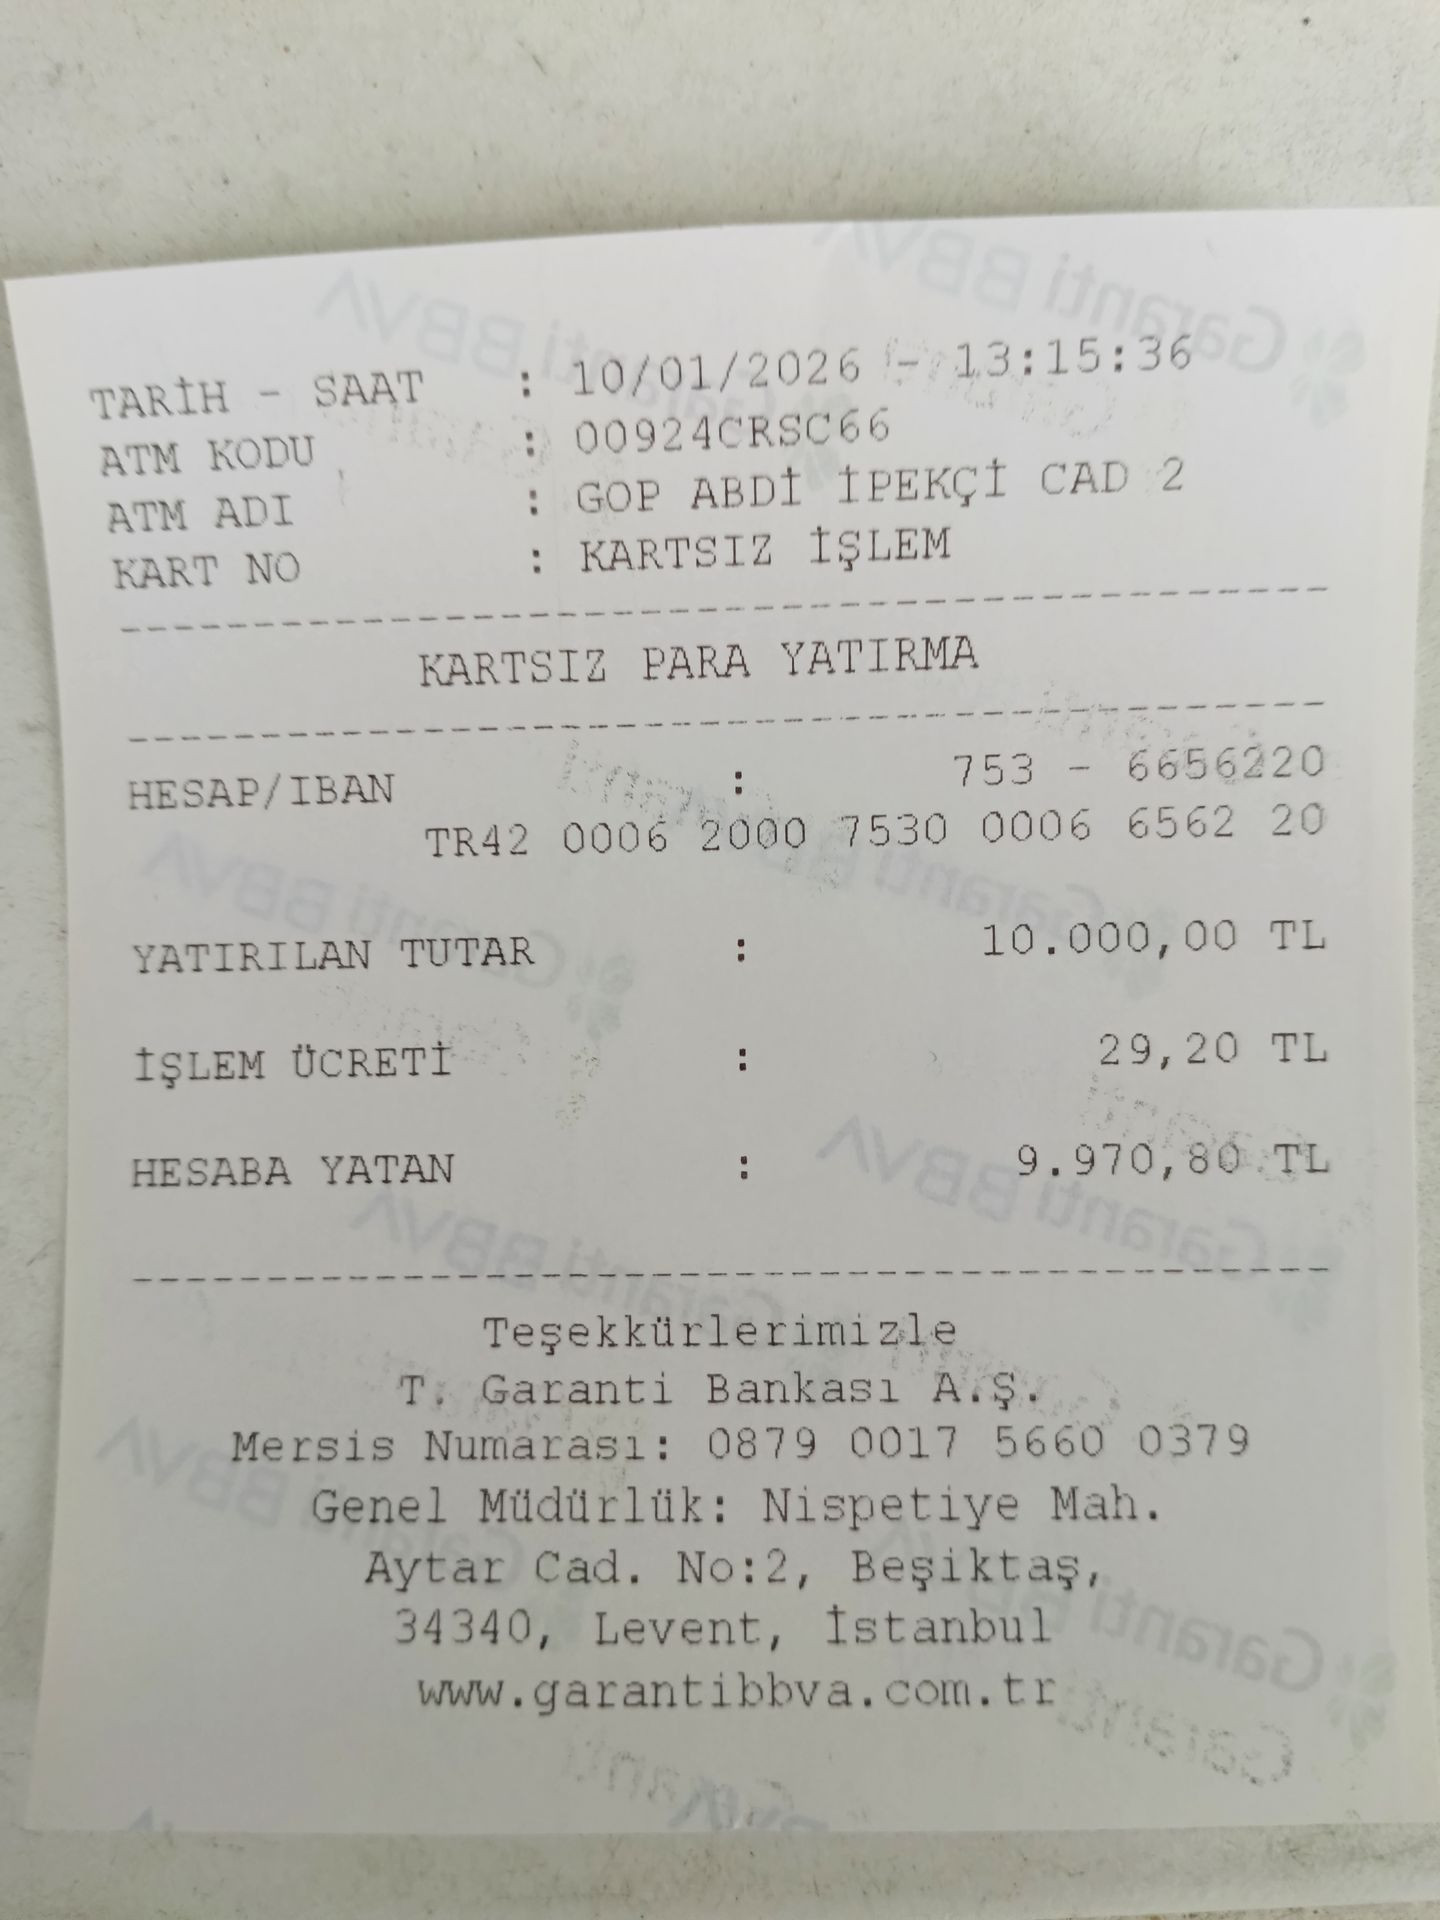 TARİH - SAAT : 10/01/2026 - 13:15:36
ATM KODU : 00924CRSC66
ATM ADI : GOP ABDİ İPEKÇİ CAD 2
KART NO : KARTSIZ İŞLEM
KARTSIZ PARA YATIRMA
HESAP/IBAN : 753 - 6656220
TR42 0006 2000 7530 0006 6562 20
YATIRILAN TUTAR : 10.000,00 TL
İŞLEM ÜCRETİ : 29,20 TL
HESABA YATAN : 9.970,80 TL
Teşekkürlerimizle
T. Garanti Bankası A.Ş.
Mersis Numarası: 0879 0017 5660 0379
Genel Müdürlük: Nispetiye Mah.
Aytar Cad. No:2, Beşiktaş,
34340, Levent, İstanbul
www.garantibbva.com.tr